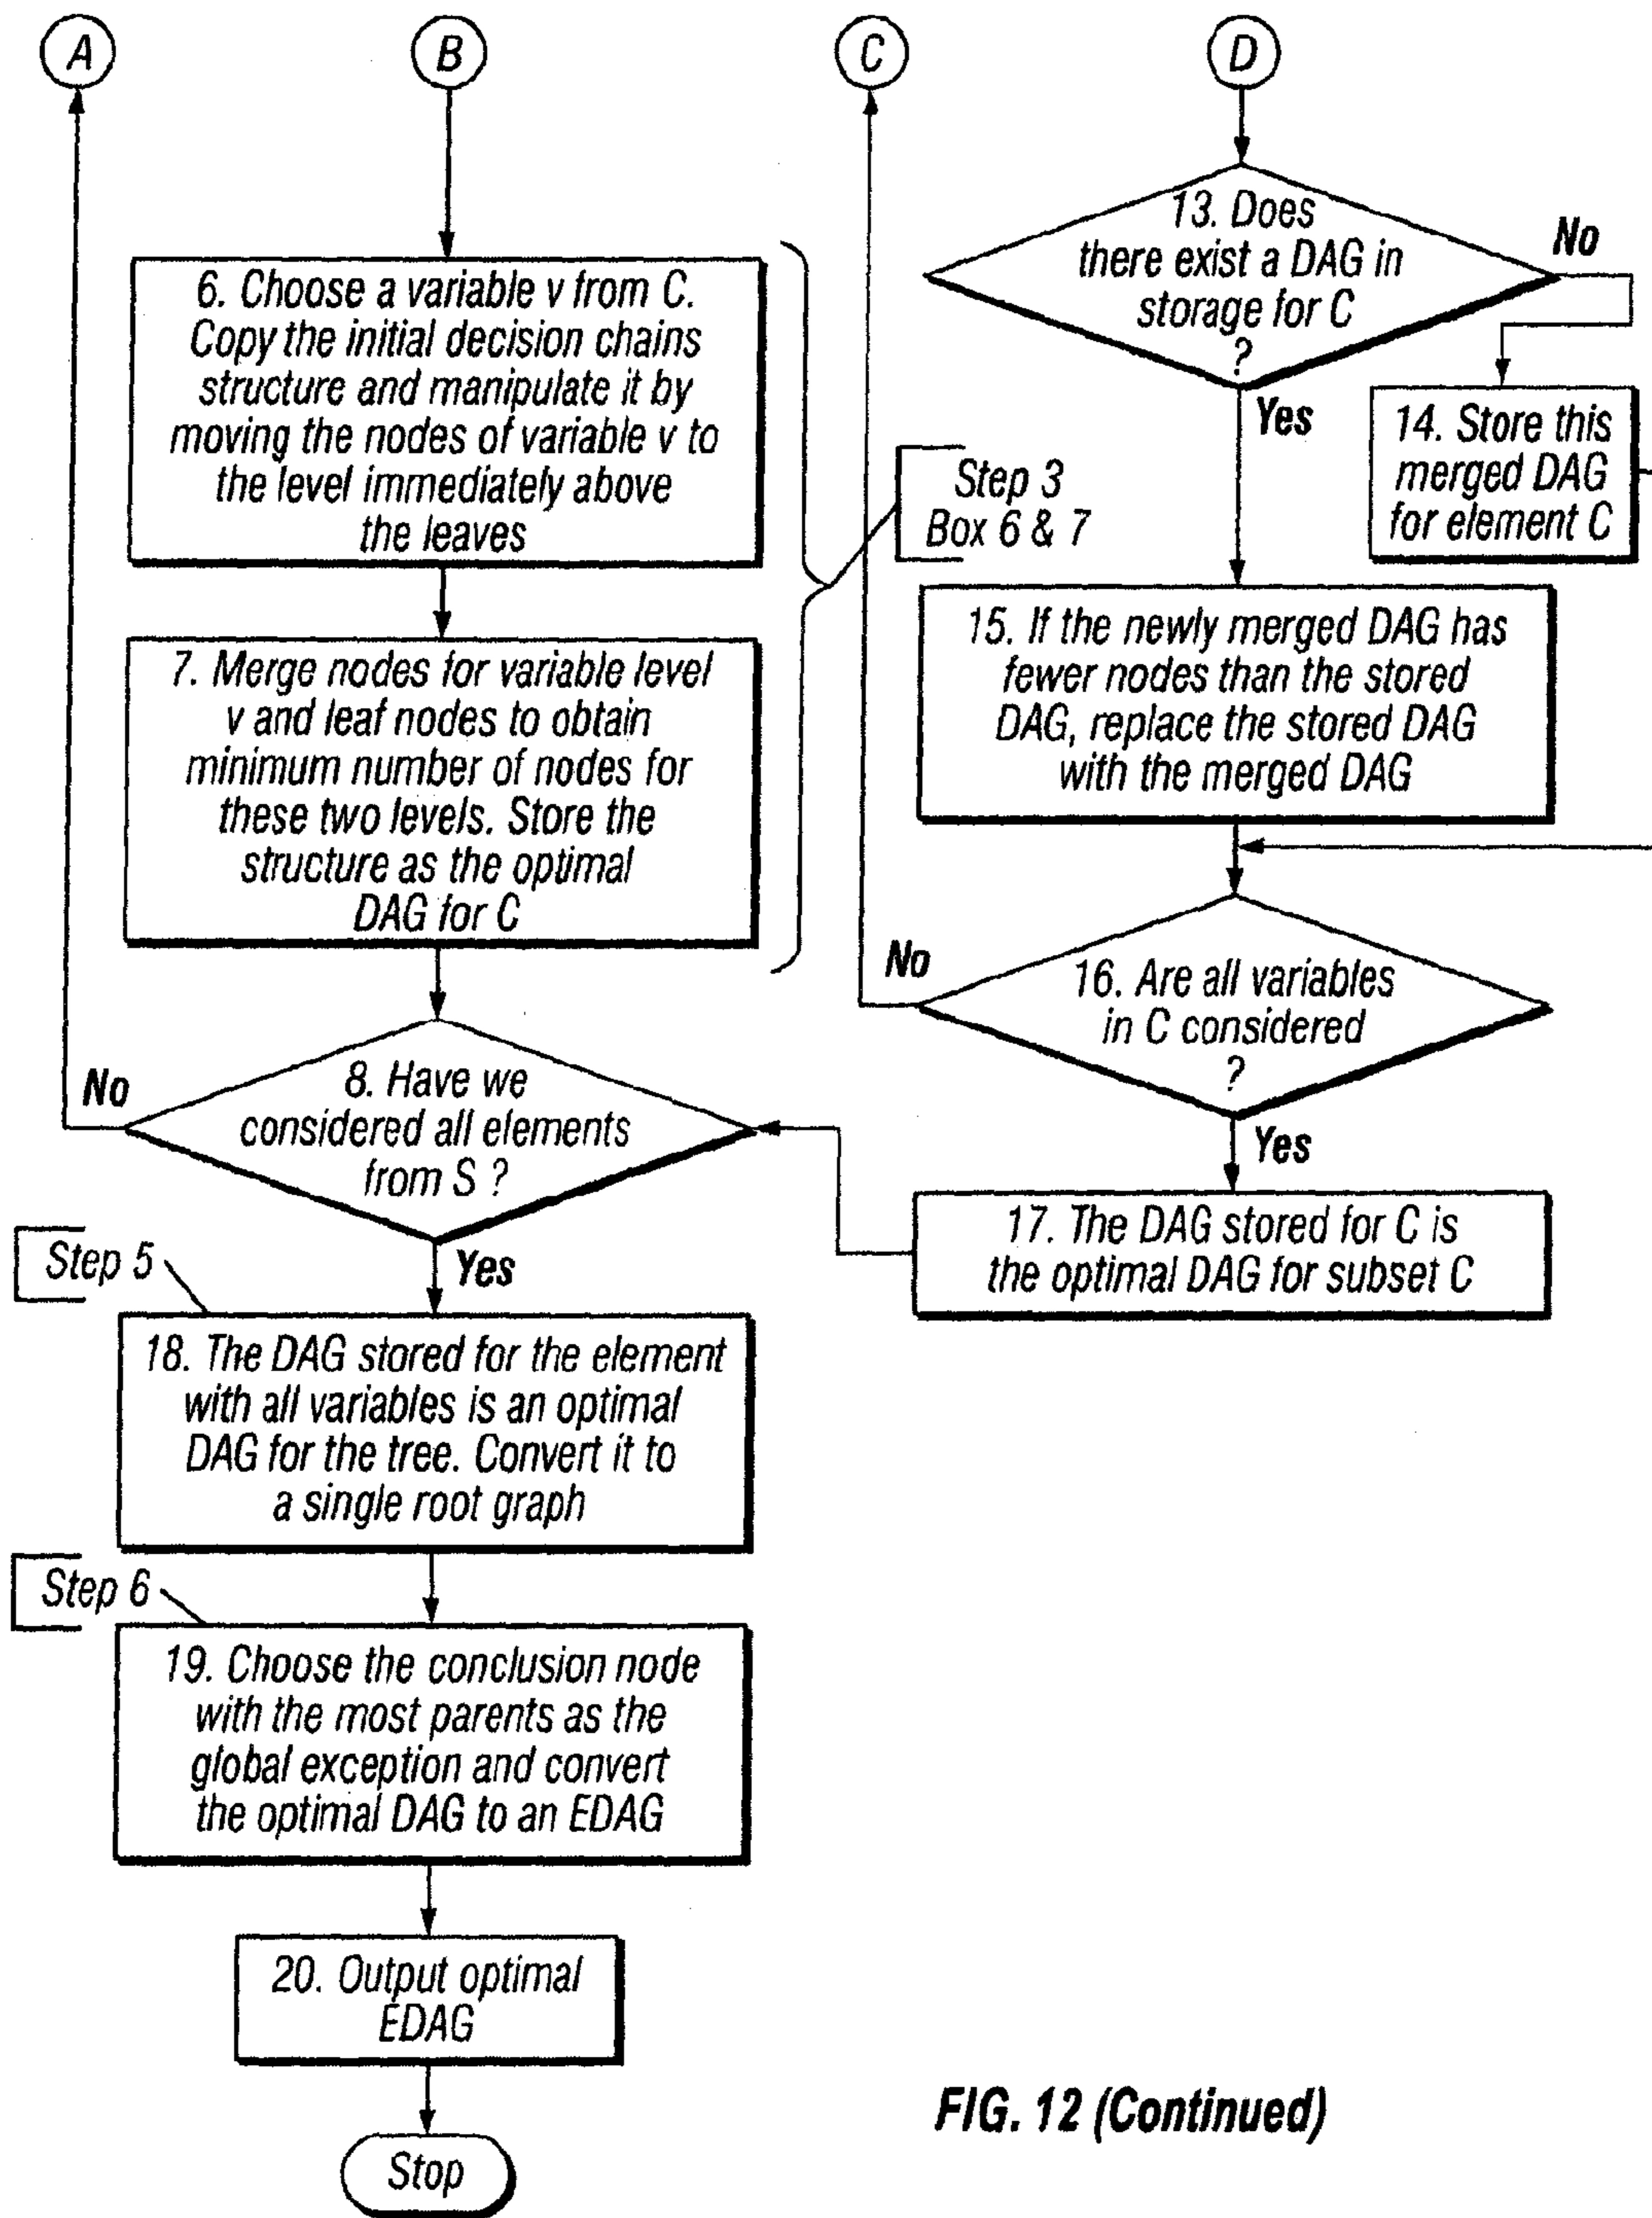 A
B
C
D
6. Choose a variable v from C.
Copy the initial decision chains
structure and manipulate it by
moving the nodes of variable v to
the level immediately above
the leaves
7. Merge nodes for variable level
v and leaf nodes to obtain
minimum number of nodes for
these two levels. Store the
structure as the optimal
DAG for C
Step 3
Box 6 & 7
No
8. Have we
considered all elements
from S ?
Yes
Step 5
18. The DAG stored for the element
with all variables is an optimal
DAG for the tree. Convert it to
a single root graph
Step 6
19. Choose the conclusion node
with the most parents as the
global exception and convert
the optimal DAG to an EDAG
20. Output optimal
EDAG
Stop
13. Does
there exist a DAG in
storage for C
?
No
Yes
14. Store this
merged DAG
for element C
15. If the newly merged DAG has
fewer nodes than the stored
DAG, replace the stored DAG
with the merged DAG
No
16. Are all variables
in C considered
?
Yes
17. The DAG stored for C is
the optimal DAG for subset C
FIG. 12 (Continued)